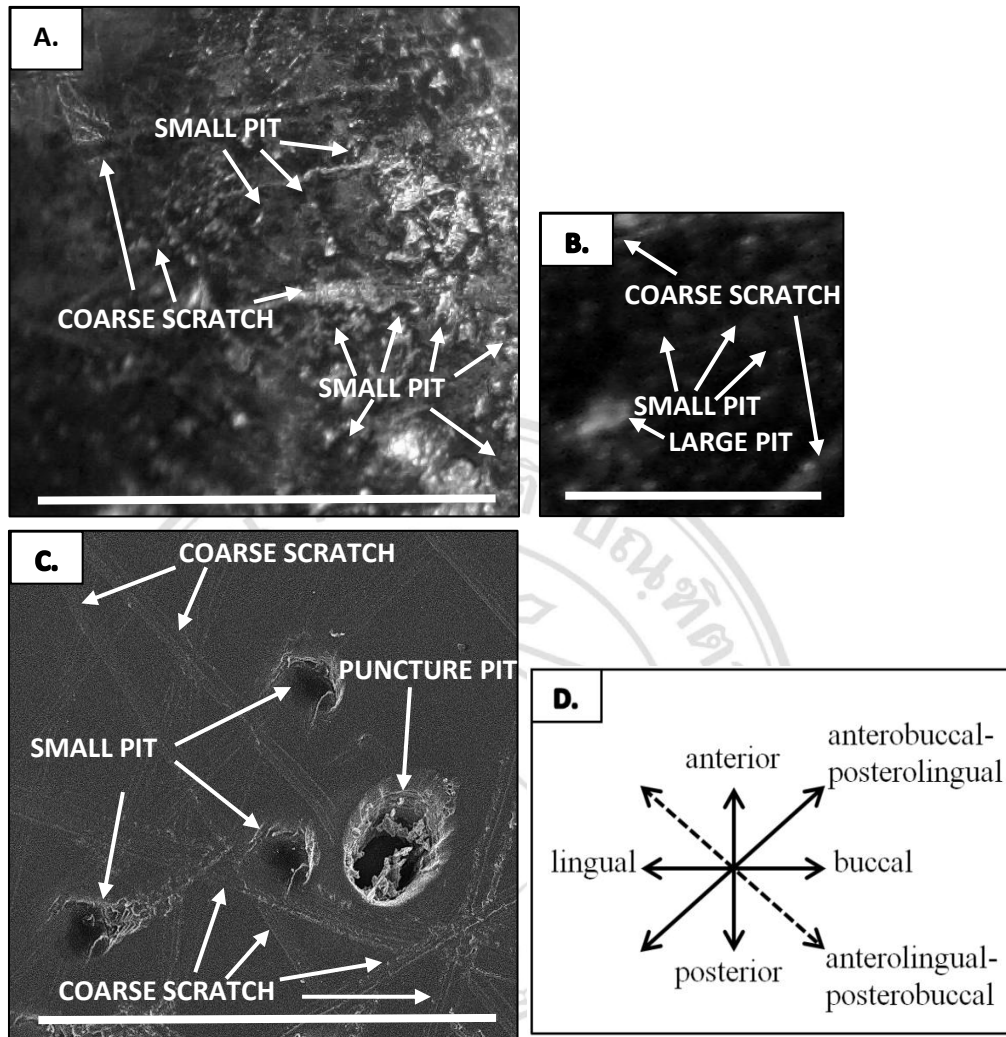 A.
SMALL PIT
COARSE SCRATCH
SMALL PIT
B.
COARSE SCRATCH
SMALL PIT
LARGE PIT
C.
COARSE SCRATCH
PUNCTURE PIT
SMALL PIT
COARSE SCRATCH
D.
anterior
anterobuccal-
posterolingual
lingual
buccal
posterior
anterolingual-
posterobuccal